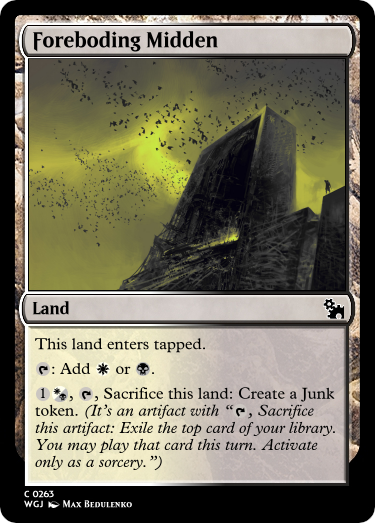 Foreboding Midden
Land
This land enters tapped.
: Add or .
1 , , Sacrifice this land: Create a Junk
token. (It's an artifact with “ , Sacrifice
this artifact: Exile the top card of your library.
You may play that card this turn. Activate
only as a sorcery.”)
C 0263
WGJ Max Bedulenko